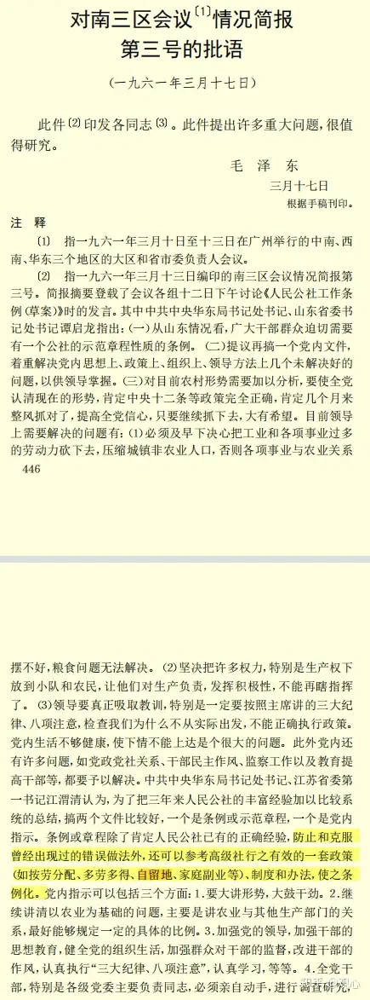 对南三区会议〔1〕情况简报
第三号的批语
(一九六一年三月十七日)
此件〔2〕印发各同志〔3〕。此件提出许多重大问题,很值
得研究。
毛 泽 东
三月十七日
根据手稿刊印。
注 释
〔1〕 指一九六一年三月十日至十三日在广州举行的中南、西
南、华东三个地区的大区和省市委负责人会议。
〔2〕 指一九六一年三月十三日编印的南三区会议情况简报第
三号。简报摘要登载了会议各组十二日下午讨论《人民公社工作条
例(草案)》时的发言。其中中共中央华东局书记处书记、山东省委书
记处书记谭启龙指出:(一)从山东情况看,广大干部群众迫切需要
有一个公社的示范章程性质的条例。(二)提议再搞一个党内文件,
着重解决党内思想上、政策上、组织上、领导方法上几个未解决好的
问题,以供领导掌握。(三)对目前农村形势需要加以分析,要使全党
认清现在的形势,肯定中央十二条等政策完全正确,肯定几个月来
整风抓对了,提高全党信心,只要继续抓下去,大有希望。目前领导
上需要解决的问题有:(1)必须及早下决心把工业和各项事业过多
的劳动力砍下去,压缩城镇非农业人口,否则各项事业与农业关系
446
摆不好,粮食问题无法解决。(2)坚决把许多权力,特别是生产权下
放到小队和农民,让他们对生产负责,发挥积极性,不能再瞎指挥
了。(3)领导要真正吸取教训,特别是一定要按照主席讲的三大纪
律、八项注意,检查我们为什么不从实际出发,不能正确执行政策。
党内生活不够健康,使下情不能上达是个很大的问题。此外党内还
有许多问题,如党政党社关系、干部民主作风、监察工作以及教育提
高干部等,都要予以解决。中共中央华东局书记处书记、江苏省委第
一书记江渭清认为,为了把三年来人民公社的丰富经验加以比较系
统的总结,搞两个文件比较好,一个是条例或示范章程,一个是党内
指示。条例或章程除了肯定人民公社已有的正确经验,防止和克服
曾经出现过的错误做法外,还可以参考高级社行之有效的一套政策
(如按劳分配、多劳多得、自留地、家庭副业等)、制度和办法,使之条
例化。党内指示可以包括三个方面:1.要大讲形势,大鼓干劲。2.继
续讲清以农业为基础的问题,主要是讲农业与其他生产部门的关
系,最好能够规定一定的具体的比例。3.加强党的领导,加强干部的
思想教育,健全党的组织生活,加强群众对干部的监督,改进干部的
作风,认真执行“三大纪律、八项注意”,认真学习,等等。4.全党干
部,特别是各级党委主要负责同志,必须亲自动手,进行调查研究,